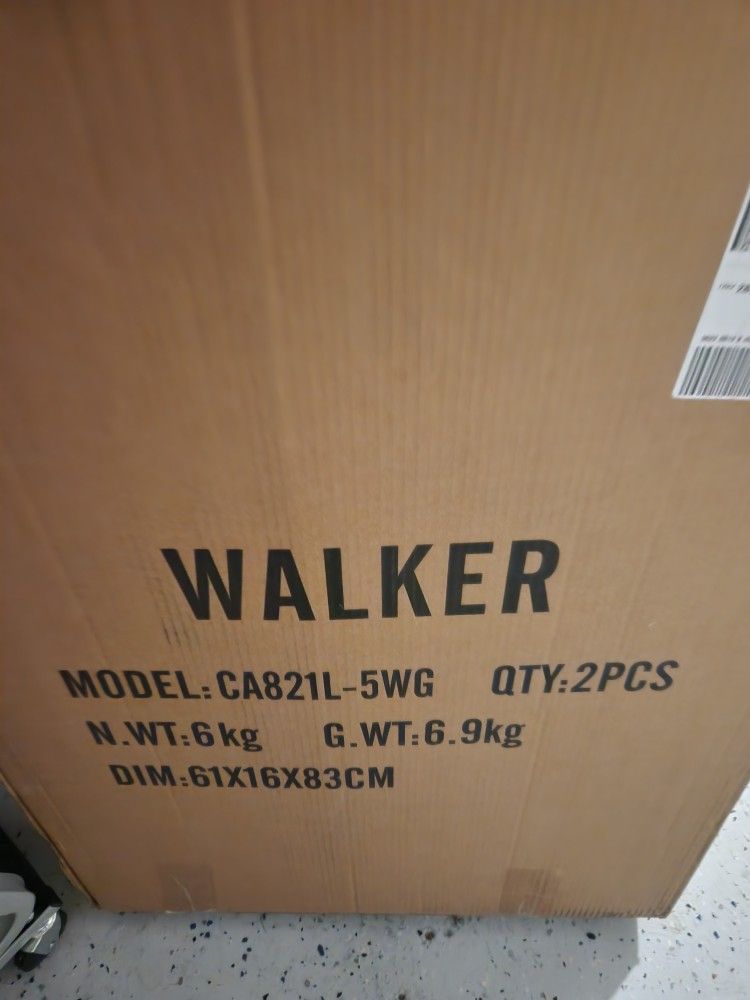 WALKER
MODEL:CA821L-5WG QTY:2PCS
N.WT:6kg G.WT:6.9kg
DIM:61X16X83CM